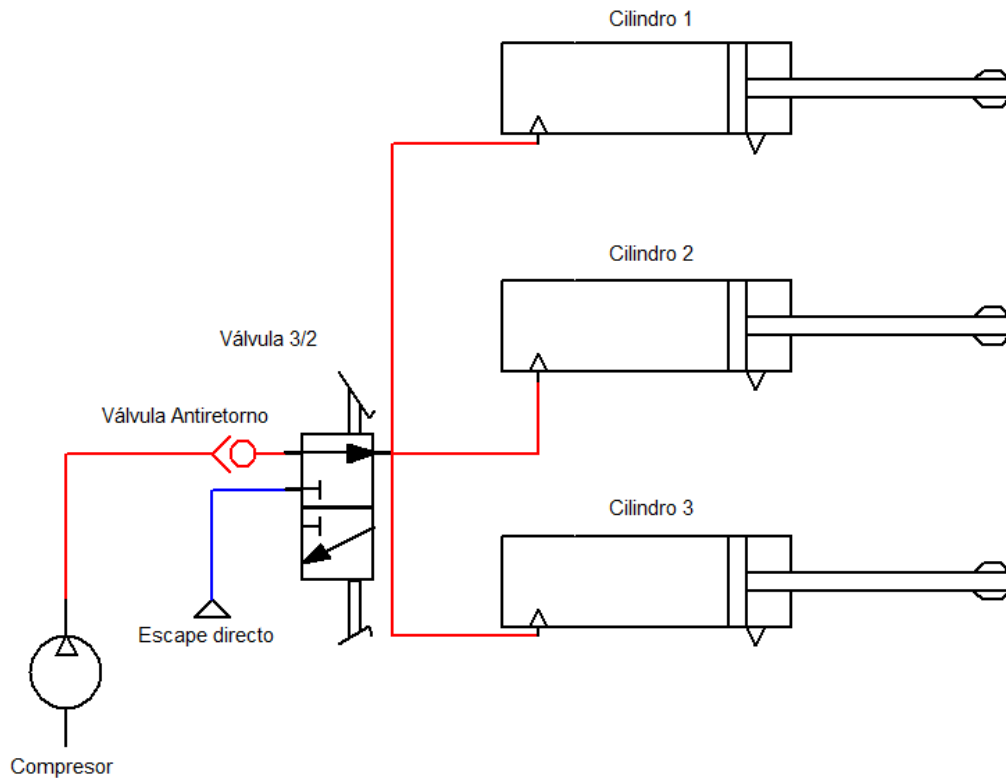 Cilindro 1
Cilindro 2
Válvula 3/2
Válvula Antiretorno
Cilindro 3
Escape directo
Compresor